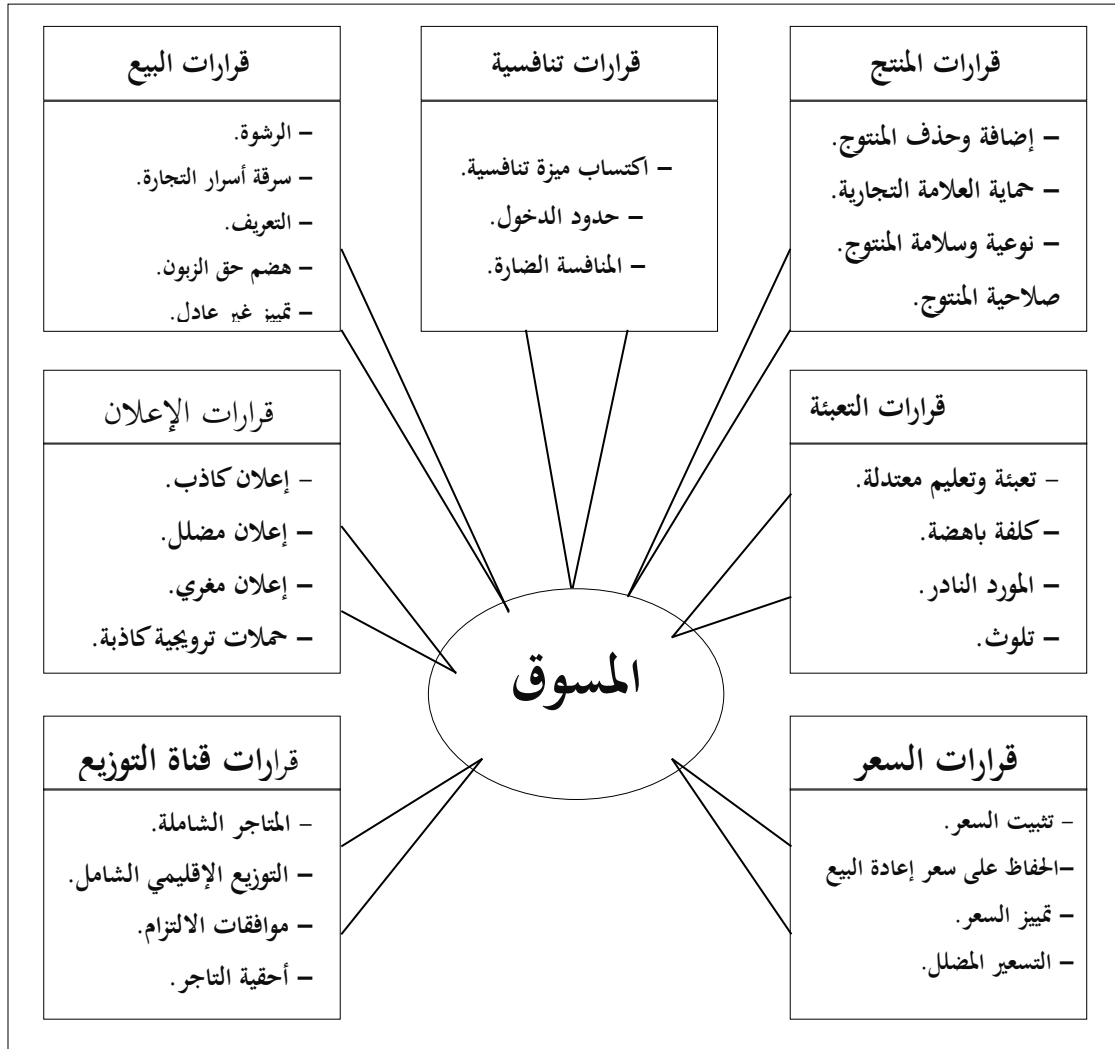 قرارات المنتج
– إضافة وحذف المنتوج.
– حماية العلامة التجارية.
– نوعية وسلامة المنتوج.
صلاحية المنتوج.
قرارات تنافسية
– اكتساب ميزة تنافسية.
– حدود الدخول.
– المنافسة الضارة.
قرارات البيع
– الرشوة.
– سرقة أسرار التجارة.
– التعريف.
– هضم حق الزبون.
– تمييز غير عادل.
قرارات التعبئة
- تعبئة وتعليم معتدلة.
– كلفة باهضة.
– المورد النادر.
– تلوث.
قرارات الإعلان
- إعلان كاذب.
– إعلان مضلل.
– إعلان مغري.
– حملات ترويجية كاذبة.
المسوق
قرارات السعر
- تثبيت السعر.
–الحفاظ على سعر إعادة البيع
– تمييز السعر.
– التسعير المضلل.
قرارات قناة التوزيع
- المتاجر الشاملة.
– التوزيع الإقليمي الشامل.
– موافقات الالتزام.
– أحقية التاجر.